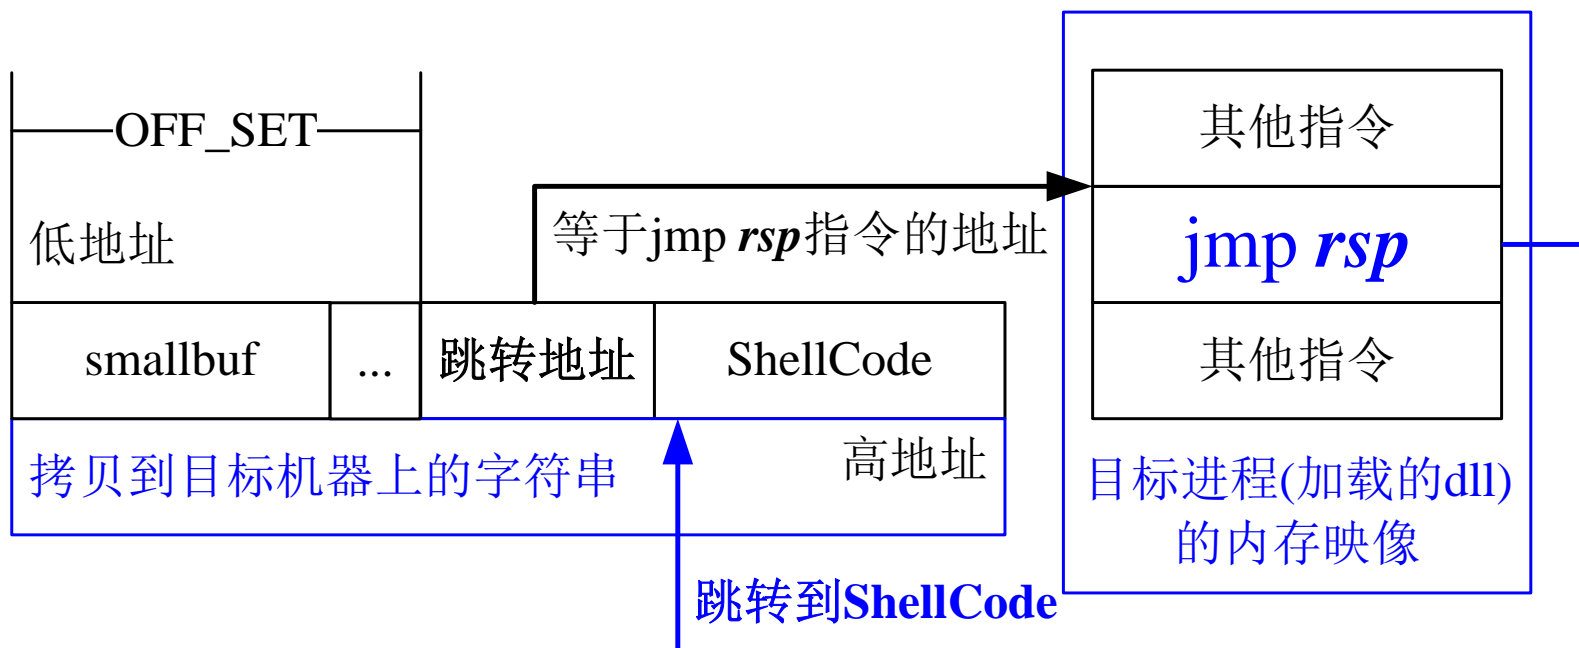 OFF_SET
低地址
smallbuf
...
跳转地址
ShellCode
拷贝到目标机器上的字符串
高地址
跳转到ShellCode
等于jmp rsp指令的地址
其他指令
jmp rsp
其他指令
目标进程(加载的dll)
的内存映像